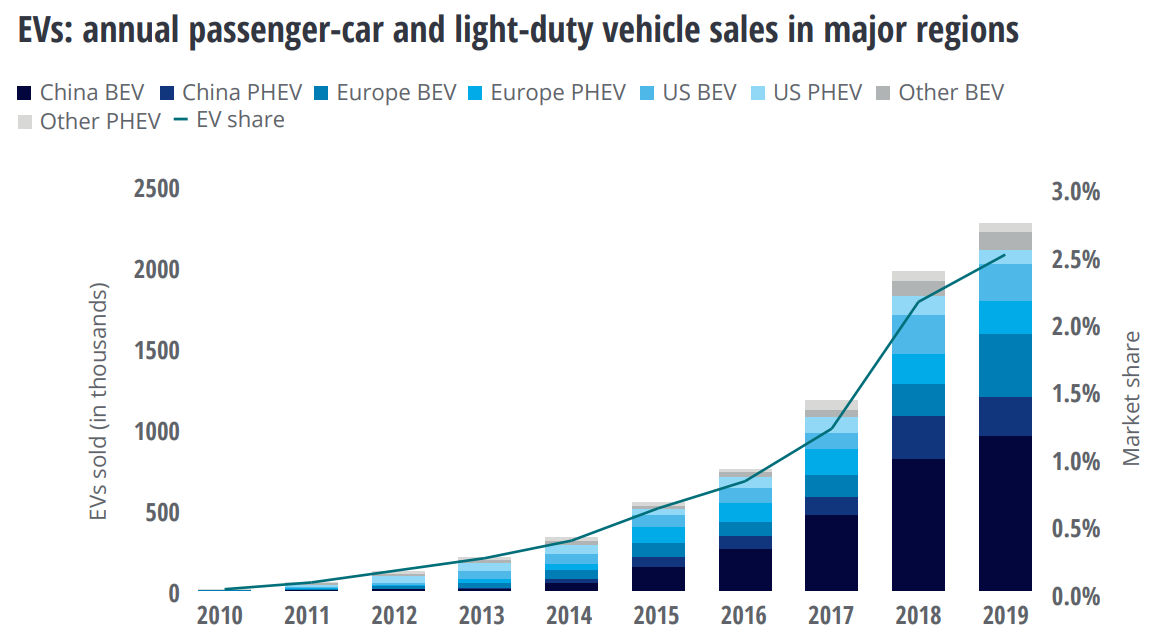 EVs: annual passenger-car and light-duty vehicle sales in major regions
China BEV China PHEV Europe BEV Europe PHEV US BEV US PHEV Other BEV
Other PHEV EV share
2500
2000
1500
1000
500
0
EVs sold (in thousands)
3.0%
2.5%
2.0%
1.5%
1.0%
0.5%
0.0%
Market share
2010 2011 2012 2013 2014 2015 2016 2017 2018 2019